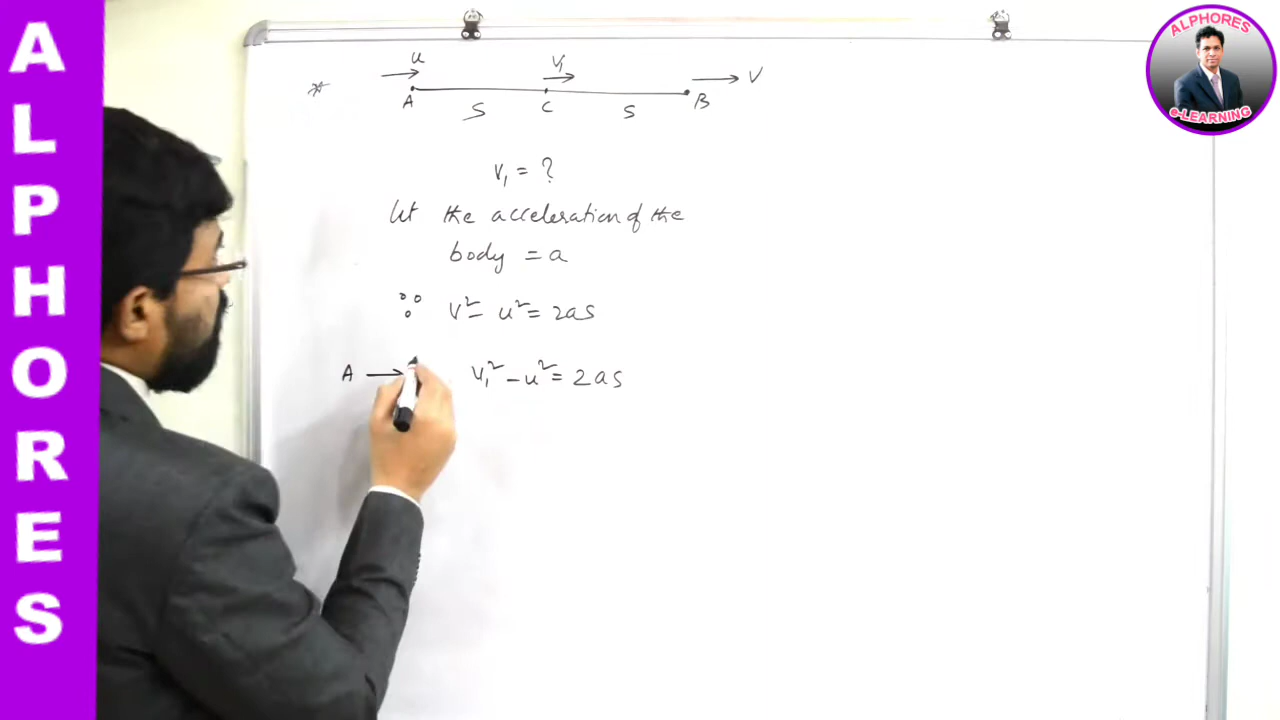 ALPHORES
ALPHORES
e-LEARNING
* u V₁ V
A S C S B
V₁ = ?
Let the acceleration of the
body = a
∵ V² - u² = 2as
A → V₁² - u² = 2as